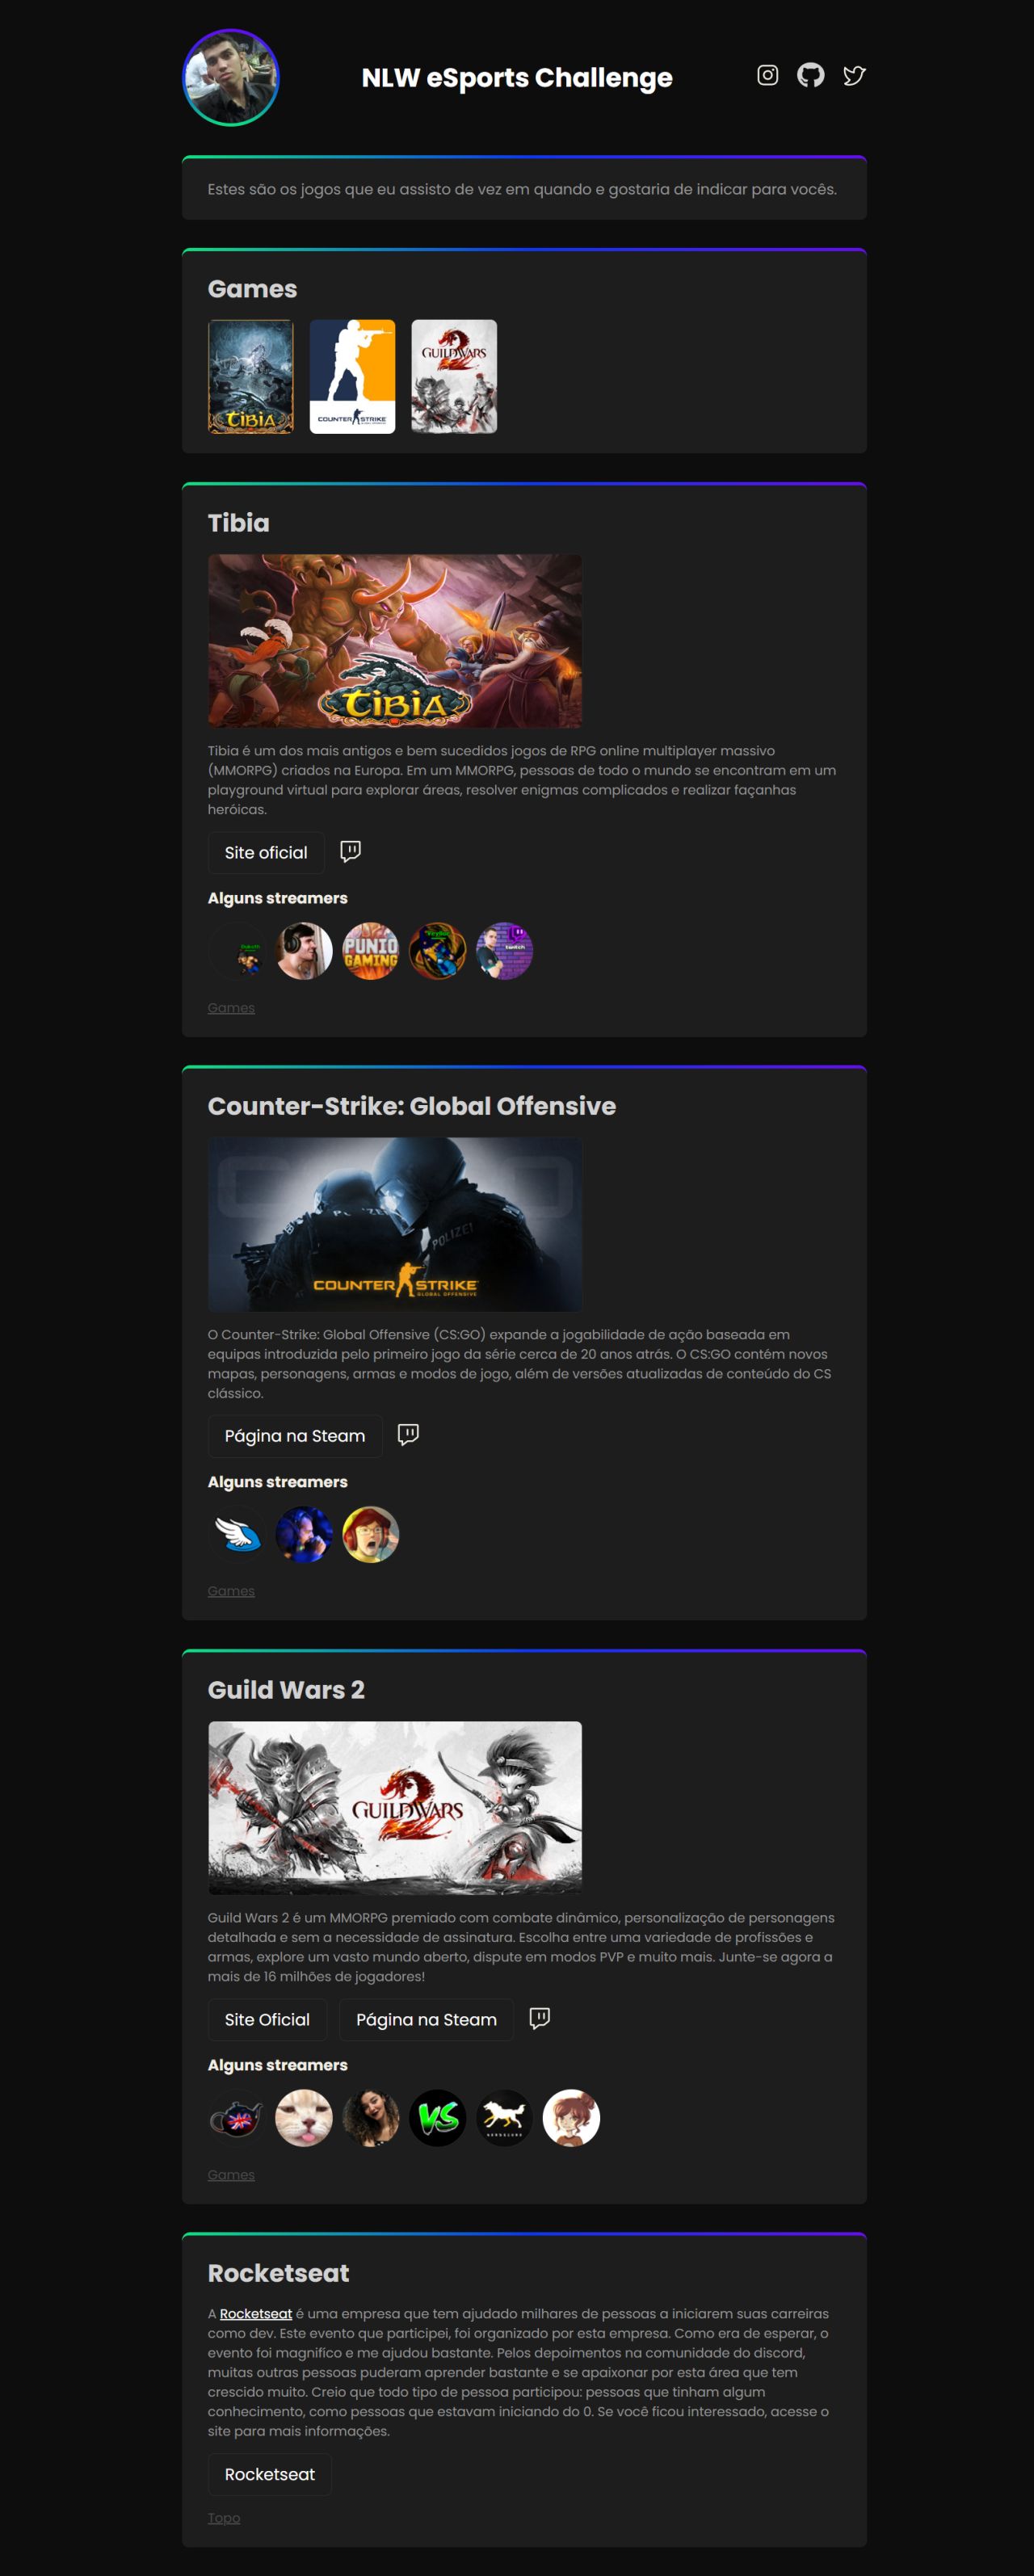 NLW eSports Challenge
Estes são os jogos que eu assisto de vez em quando e gostaria de indicar para vocês.
Games
TIBIA
COUNTER STRIKE
GUILD WARS 2
Tibia
TIBIA
Tibia é um dos mais antigos e bem sucedidos jogos de RPG online multiplayer massivo
(MMORPG) criados na Europa. Em um MMORPG, pessoas de todo o mundo se encontram em um
playground virtual para explorar áreas, resolver enigmas complicados e realizar façanhas
heróicas.
Site oficial
Alguns streamers
PUNIO
GAMING
twitch
Games
Counter-Strike: Global Offensive
POLIZEI
COUNTER STRIKE
GLOBAL OFFENSIVE
O Counter-Strike: Global Offensive (CS:GO) expande a jogabilidade de ação baseada em
equipas introduzida pelo primeiro jogo da série cerca de 20 anos atrás. O CS:GO contém novos
mapas, personagens, armas e modos de jogo, além de versões atualizadas de conteúdo do CS
clássico.
Página na Steam
Alguns streamers
Games
Guild Wars 2
GUILD WARS 2
Guild Wars 2 é um MMORPG premiado com combate dinâmico, personalização de personagens
detalhada e sem a necessidade de assinatura. Escolha entre uma variedade de profissões e
armas, explore um vasto mundo aberto, dispute em modos PVP e muito mais. Junte-se agora a
mais de 16 milhões de jogadores!
Site Oficial
Página na Steam
Alguns streamers
VS
Games
Rocketseat
A Rocketseat é uma empresa que tem ajudado milhares de pessoas a iniciarem suas carreiras
como dev. Este evento que participei, foi organizado por esta empresa. Como era de esperar, o
evento foi magnifíco e me ajudou bastante. Pelos depoimentos na comunidade do discord,
muitas outras pessoas puderam aprender bastante e se apaixonar por esta área que tem
crescido muito. Creio que todo tipo de pessoa participou: pessoas que tinham algum
conhecimento, como pessoas que estavam iniciando do 0. Se você ficou interessado, acesse o
site para mais informações.
Rocketseat
Topo